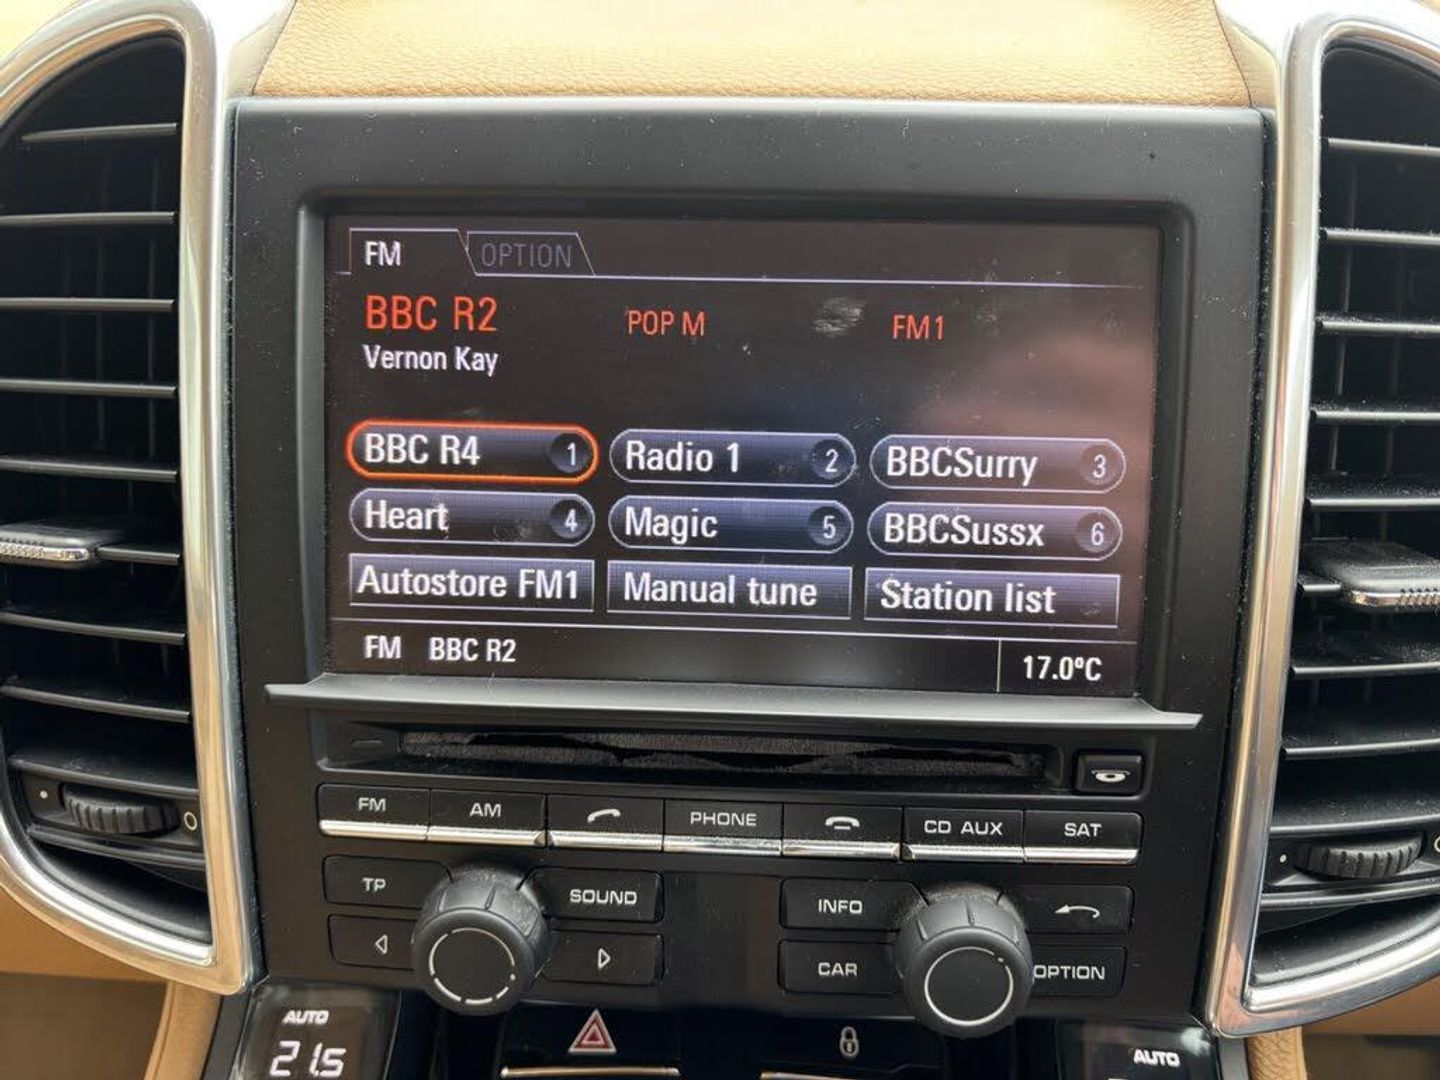 FM OPTION
BBC R2 POP M FM1
Vernon Kay
BBC R4 1 Radio 1 2 BBCSurry 3
Heart 4 Magic 5 BBCSussx 6
Autostore FM1 Manual tune Station list
FM BBC R2 17.0ºC
FM AM PHONE CD AUX SAT
TP SOUND INFO
CAR OPTION
AUTO AUTO
21.5